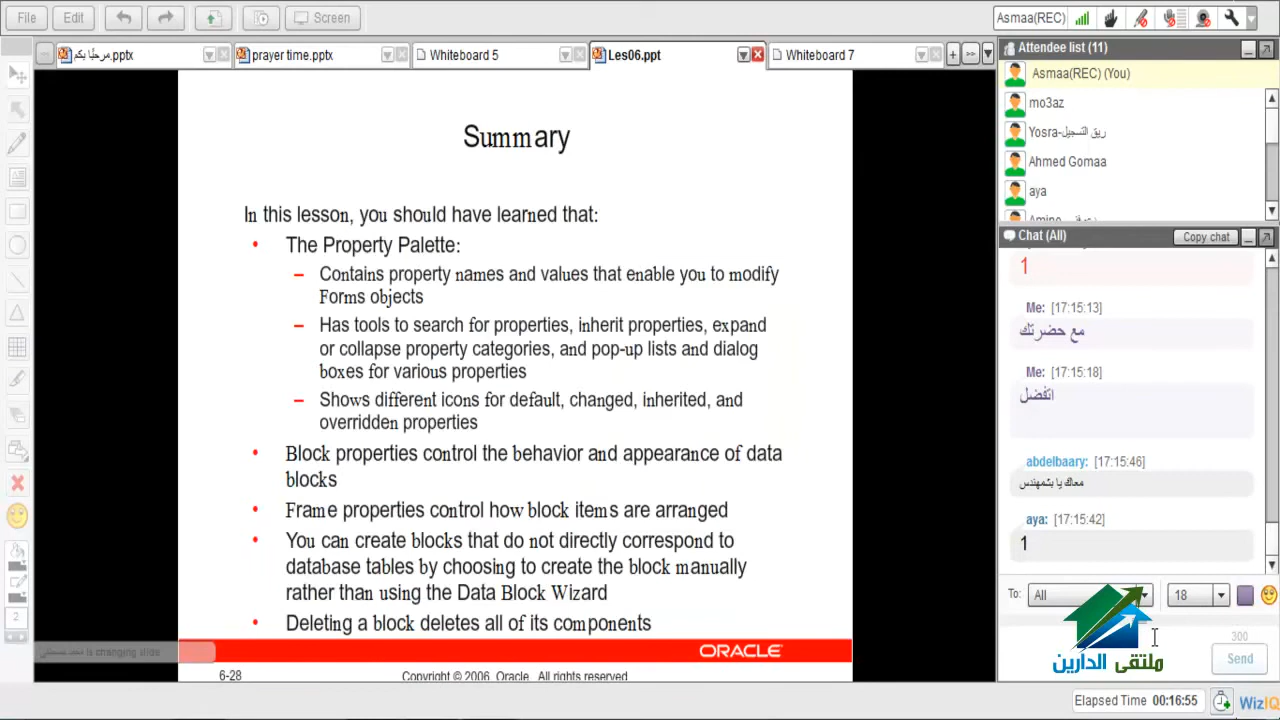 File
Edit
Screen
Asmaa(REC)
مرحبًا بكم.pptx
prayer time.pptx
Whiteboard 5
Les06.ppt
Whiteboard 7
>>
Attendee list (11)
Asmaa(REC) (You)
mo3az
Yosra-ريق التسجيل
Ahmed Gomaa
aya
Chat (All)
Copy chat
1
Me: [17:15:13]
مع حضرتك
Me: [17:15:18]
اتفضل
abdelbaary: [17:15:46]
معاك يا بشمهندس
aya: [17:15:42]
1
To: All
18
300
Send
ملتقى الدارين
Elapsed Time 00:16:55
WizIQ
Summary
In this lesson, you should have learned that:
• The Property Palette:
– Contains property names and values that enable you to modify
Forms objects
– Has tools to search for properties, inherit properties, expand
or collapse property categories, and pop-up lists and dialog
boxes for various properties
– Shows different icons for default, changed, inherited, and
overridden properties
• Block properties control the behavior and appearance of data
blocks
• Frame properties control how block items are arranged
• You can create blocks that do not directly correspond to
database tables by choosing to create the block manually
rather than using the Data Block Wizard
• Deleting a block deletes all of its components
is changing slide
ORACLE
6-28
Copyright © 2006, Oracle. All rights reserved.
2